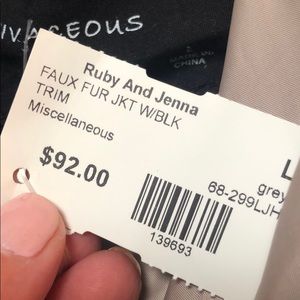 IVACEOUS
CHINA
Ruby And Jenna
FAUX FUR JKT W/BLK
TRIM
Miscellaneous
$92.00
L
grey
68-299LJH
139693